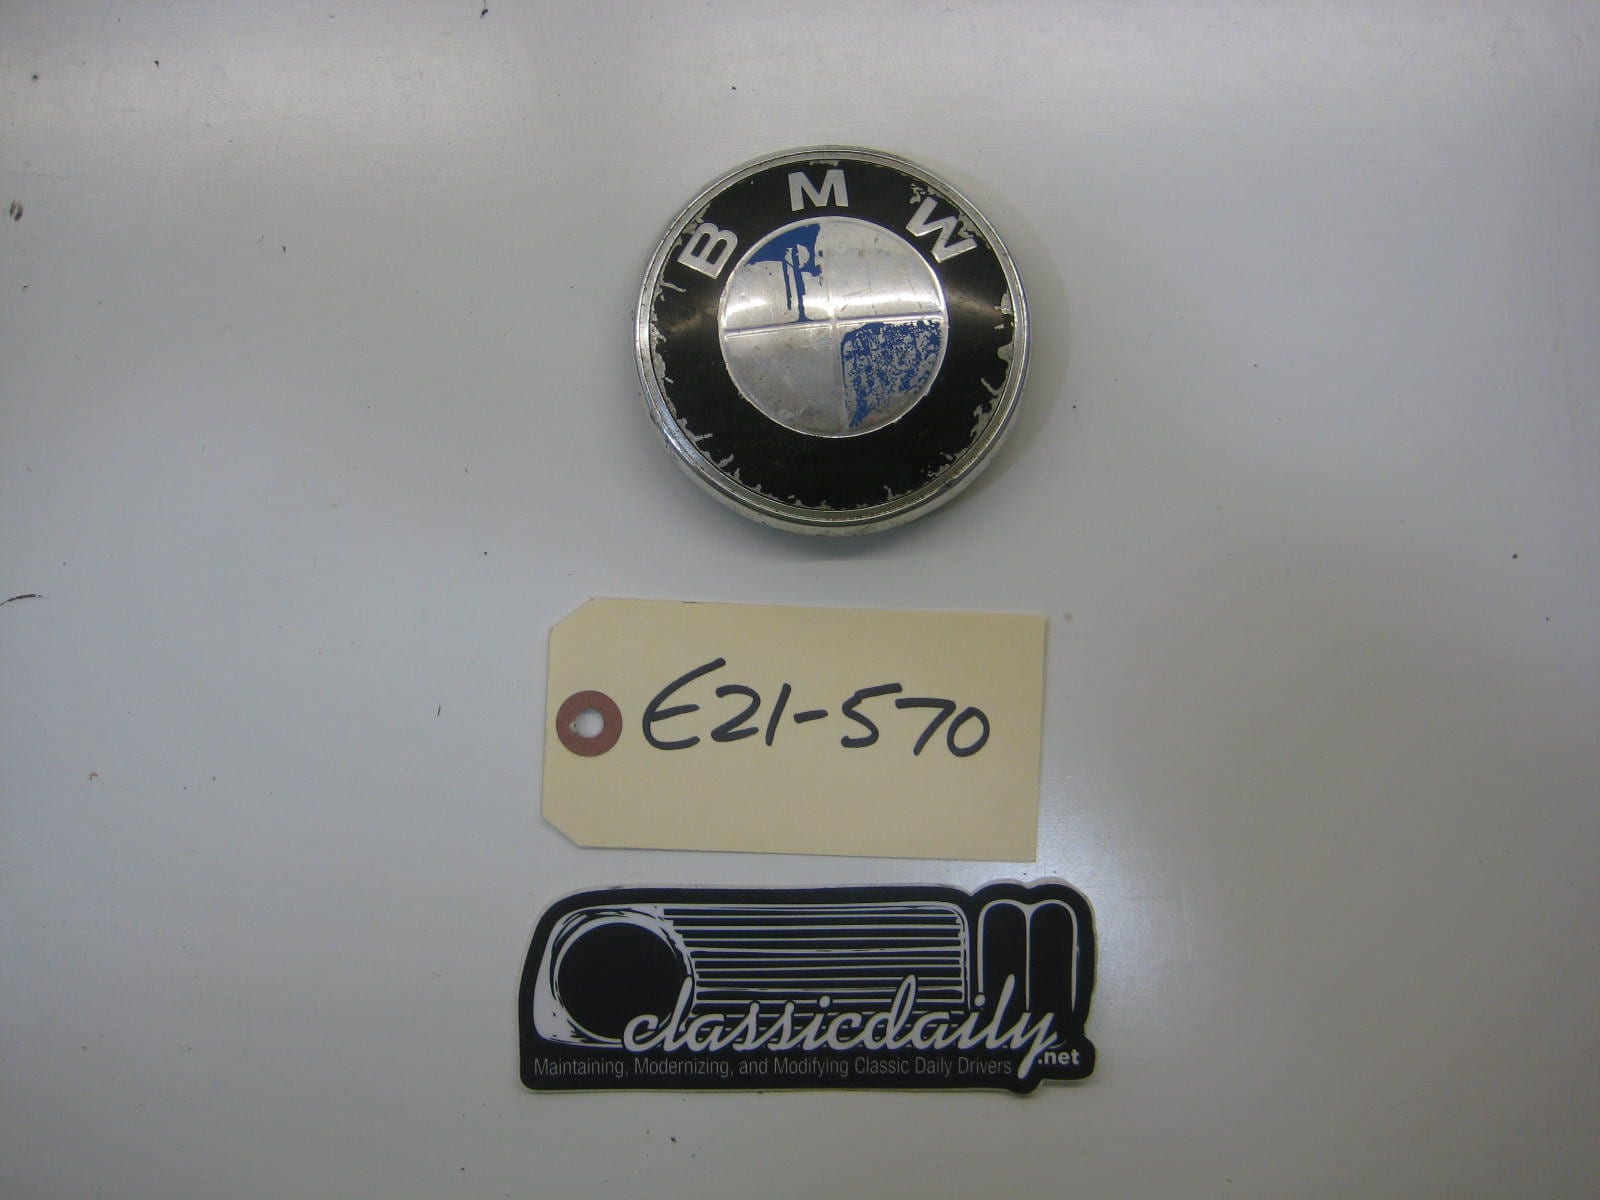 BMW
E21-570
classicdaily
.net
Maintaining, Modernizing, and Modifying Classic Daily Drivers